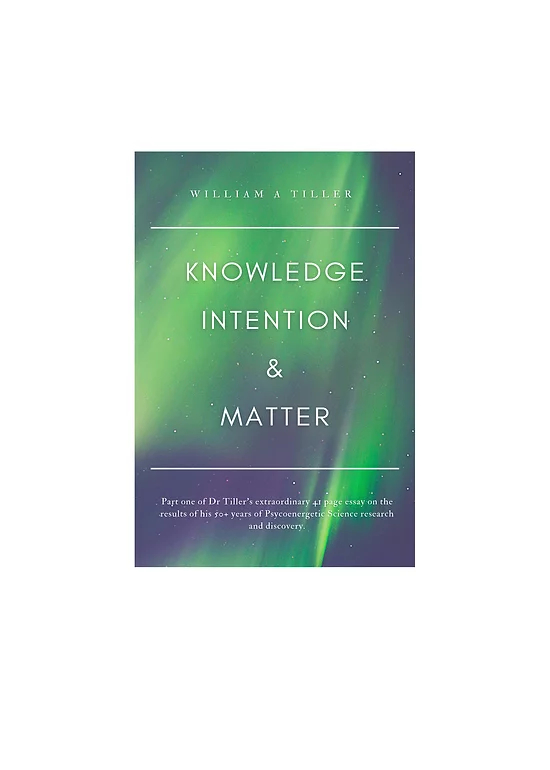 WILLIAM A TILLER
KNOWLEDGE
INTENTION
&
MATTER
Part one of Dr Tiller's extraordinary 41 page essay on the
results of his 50+ years of Psycoenergetic Science research
and discovery.